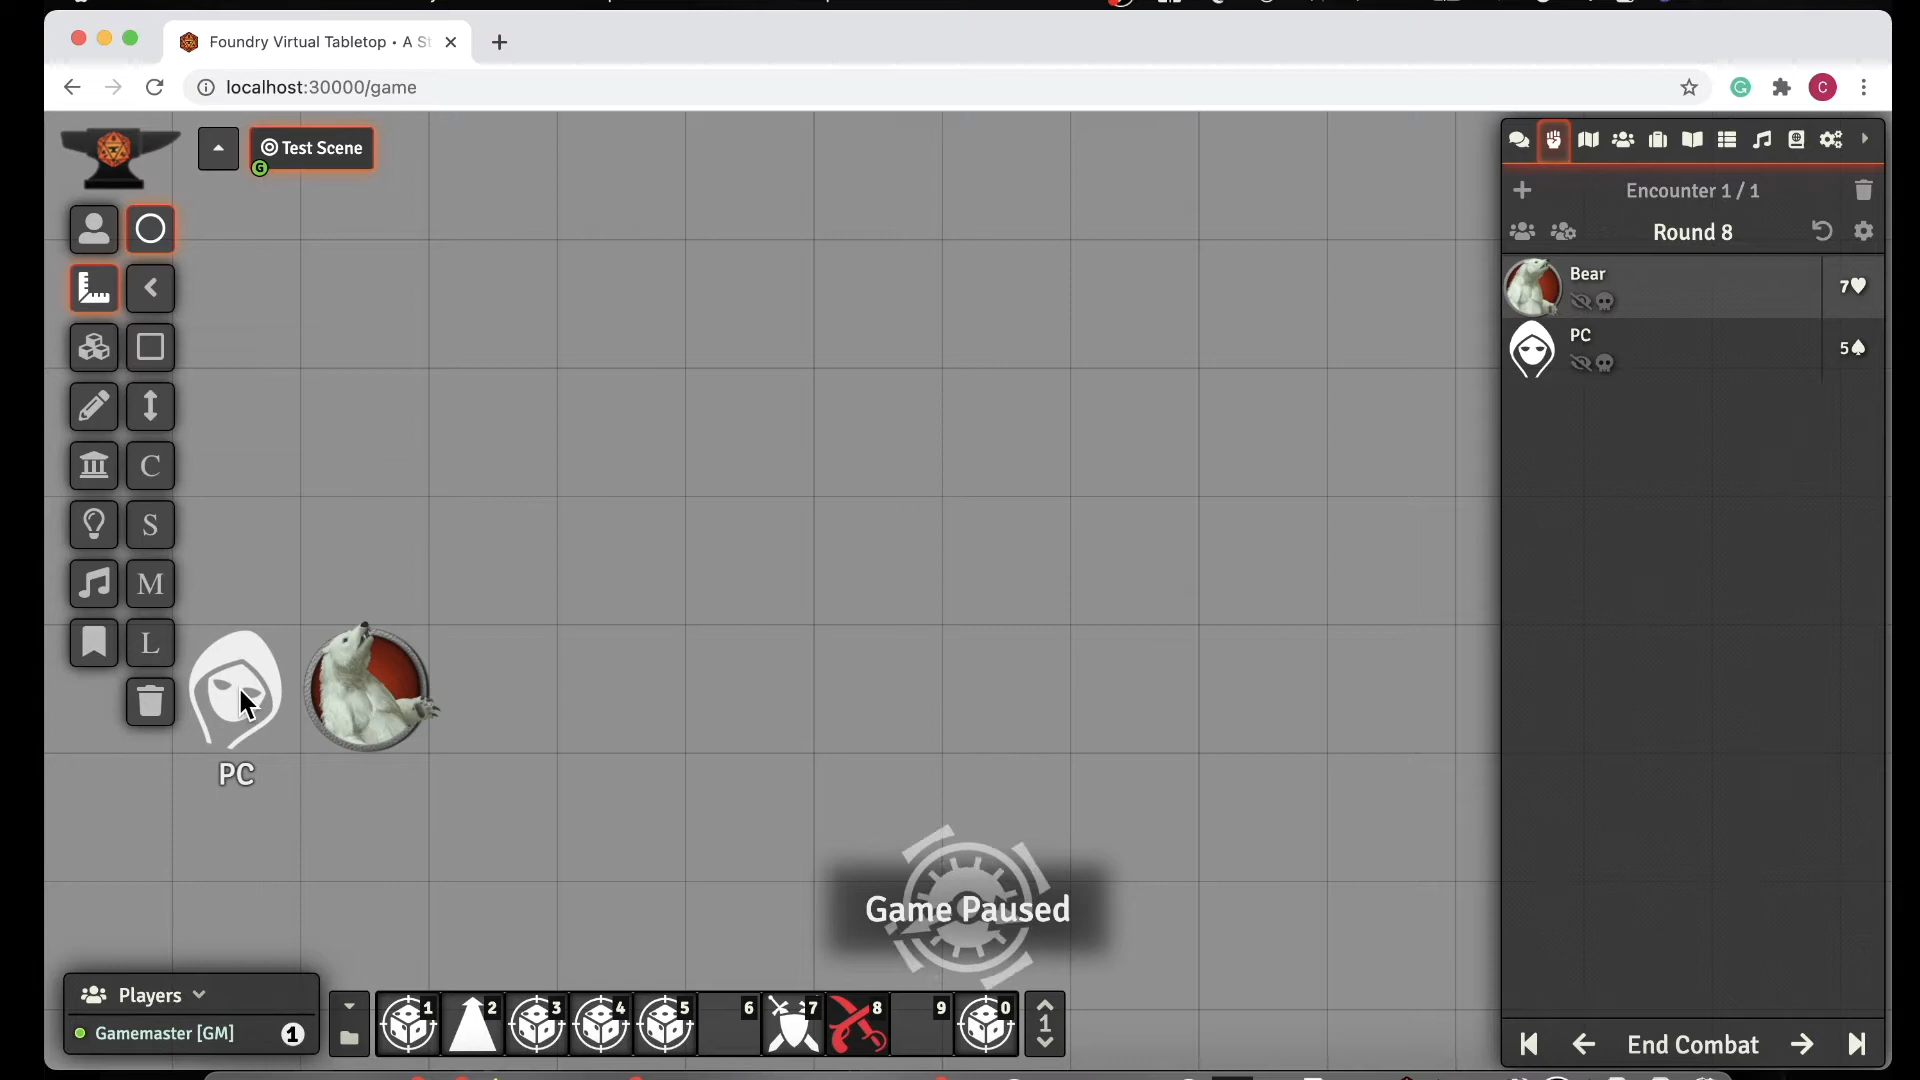 Foundry Virtual Tabletop • A St
localhost:30000/game
Test Scene
G
C
S
M
L
PC
Game Paused
Players
Gamemaster [GM] 1
1 2 3 4 5 6 7 8 9 0
1
C
Encounter 1 / 1
Round 8
Bear
7♥
PC
5♠
End Combat